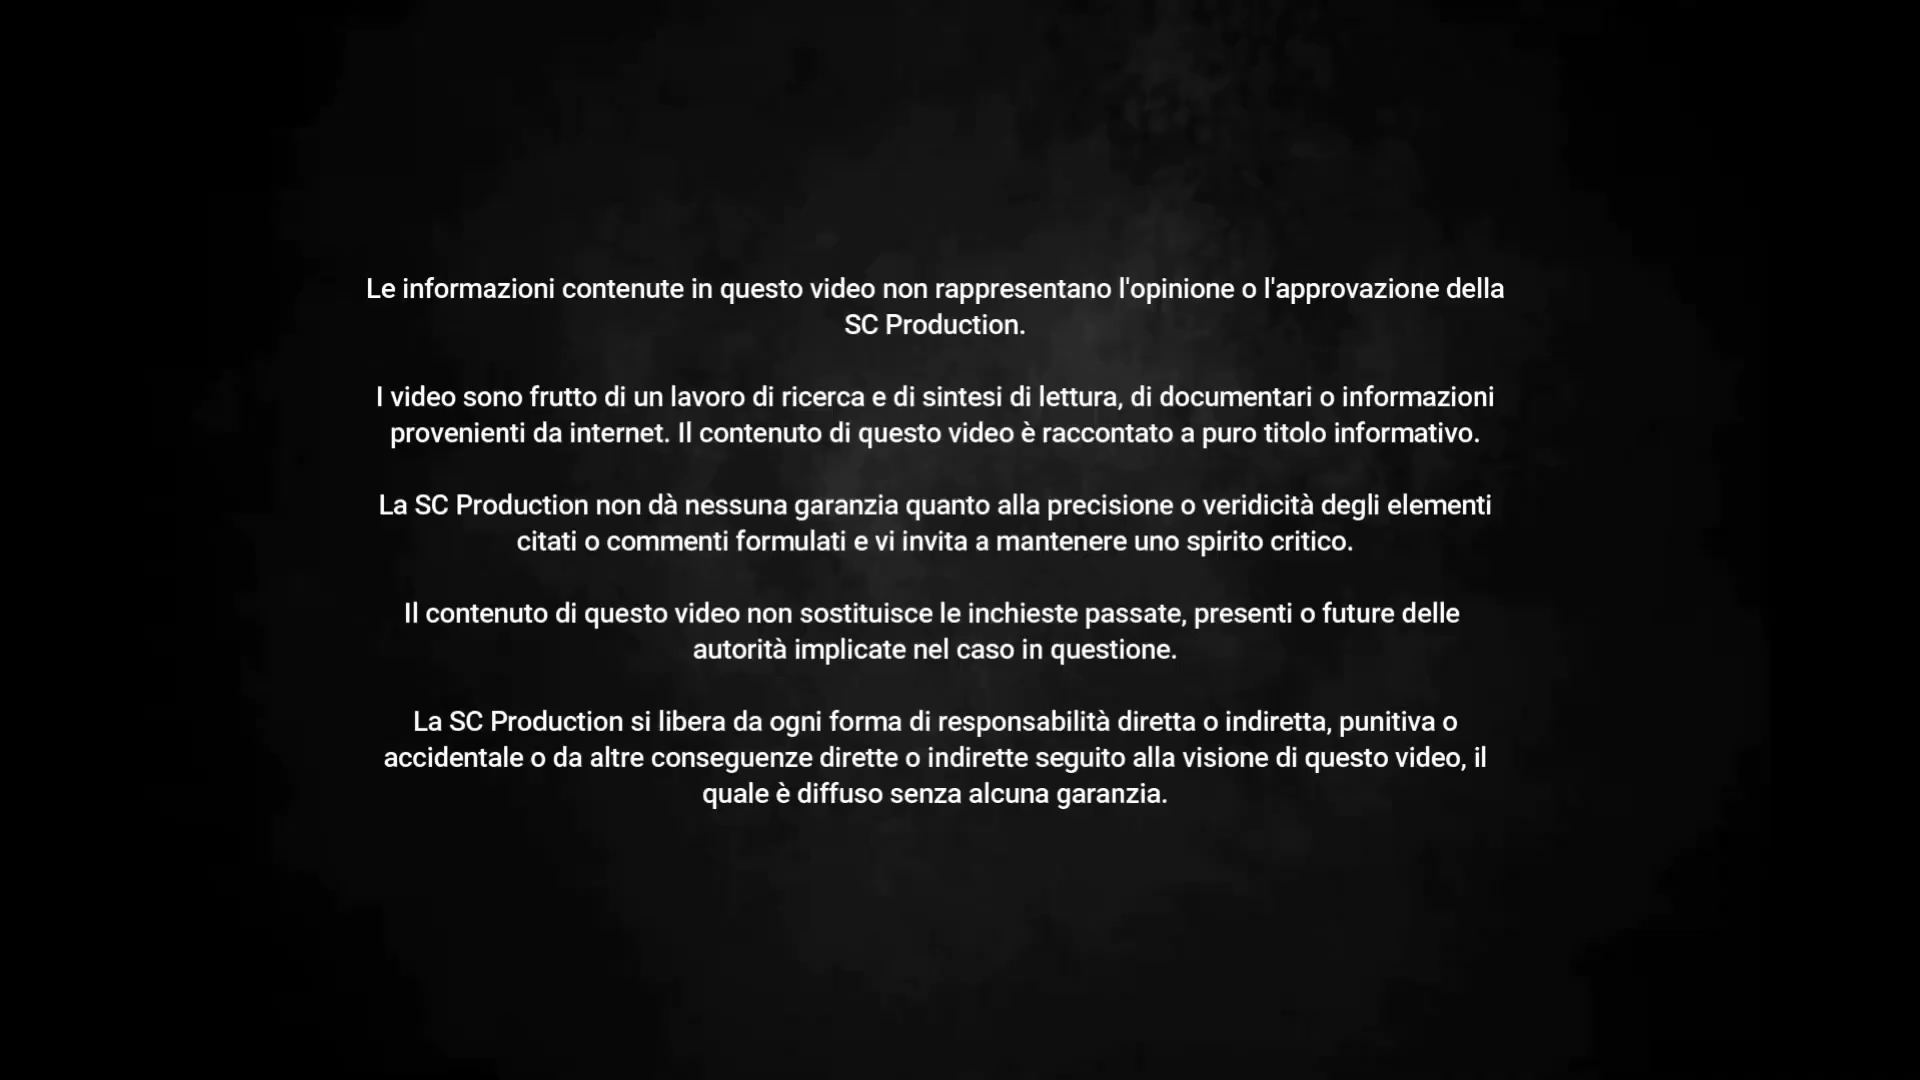 Le informazioni contenute in questo video non rappresentano l'opinione o l'approvazione della
SC Production.
I video sono frutto di un lavoro di ricerca e di sintesi di lettura, di documentari o informazioni
provenienti da internet. Il contenuto di questo video è raccontato a puro titolo informativo.
La SC Production non dà nessuna garanzia quanto alla precisione o veridicità degli elementi
citati o commenti formulati e vi invita a mantenere uno spirito critico.
Il contenuto di questo video non sostituisce le inchieste passate, presenti o future delle
autorità implicate nel caso in questione.
La SC Production si libera da ogni forma di responsabilità diretta o indiretta, punitiva o
accidentale o da altre conseguenze dirette o indirette seguito alla visione di questo video, il
quale è diffuso senza alcuna garanzia.